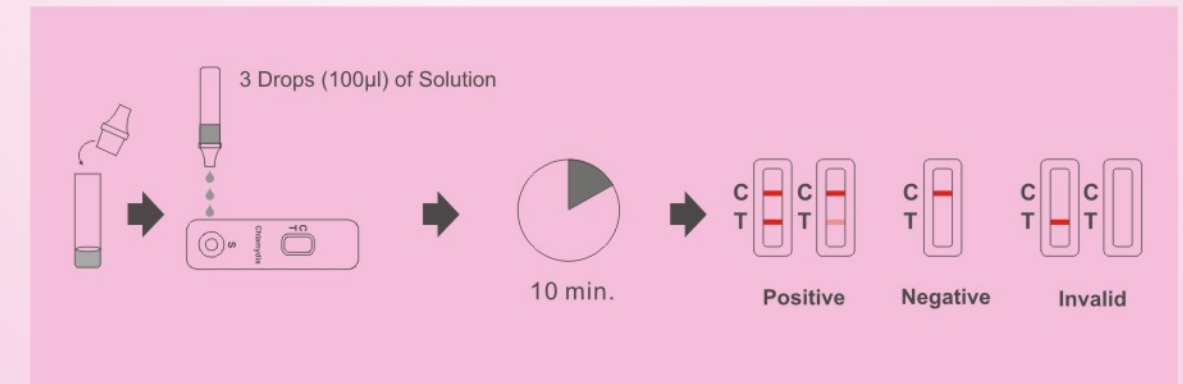 3 Drops (100μl) of Solution
S
Chlamydia
C
T
10 min.
C
T
C
T
C
T
C
T
C
T
Positive
Negative
Invalid